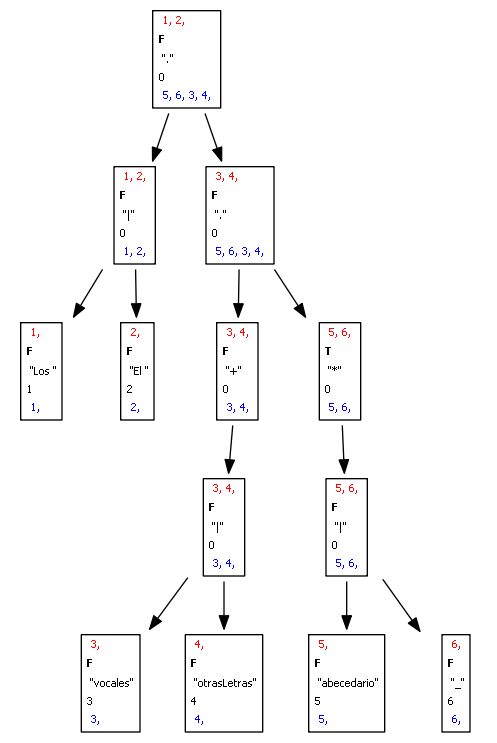 1, 2,
F
"."
0
5, 6, 3, 4,
1, 2,
F
"|"
0
1, 2,
3, 4,
F
"."
0
5, 6, 3, 4,
1,
F
"Los "
1
1,
2,
F
"El "
2
2,
3, 4,
F
"+"
0
3, 4,
5, 6,
T
"*"
0
5, 6,
3, 4,
F
"|"
0
3, 4,
5, 6,
F
"|"
0
5, 6,
3,
F
"vocales"
3
3,
4,
F
"otrasLetras"
4
4,
5,
F
"abecedario"
5
5,
6,
F
"_"
6
6,